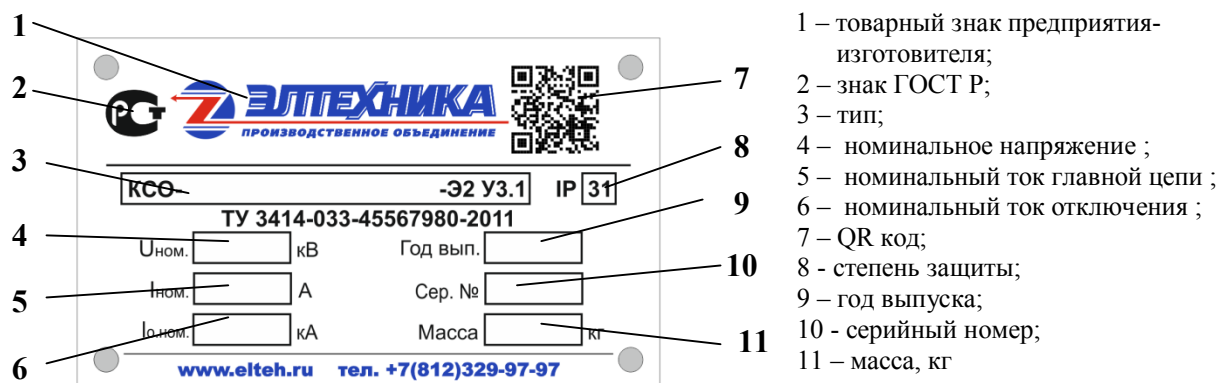 1
2
3
4
5
6
ЭЛТЕХНИКА
ПРОИЗВОДСТВЕННОЕ ОБЪЕДИНЕНИЕ
КСО- -Э2 У3.1 IP 31
ТУ 3414-033-45567980-2011
Uном. кВ Год вып.
Iном. А Сер. №
Iо.ном. кА Масса кг
www.elteh.ru тел. +7(812)329-97-97
7
8
9
10
11
1 – товарный знак предприятия-
изготовителя;
2 – знак ГОСТ Р;
3 – тип;
4 – номинальное напряжение ;
5 – номинальный ток главной цепи ;
6 – номинальный ток отключения ;
7 – QR код;
8 - степень защиты;
9 – год выпуска;
10 - серийный номер;
11 – масса, кг